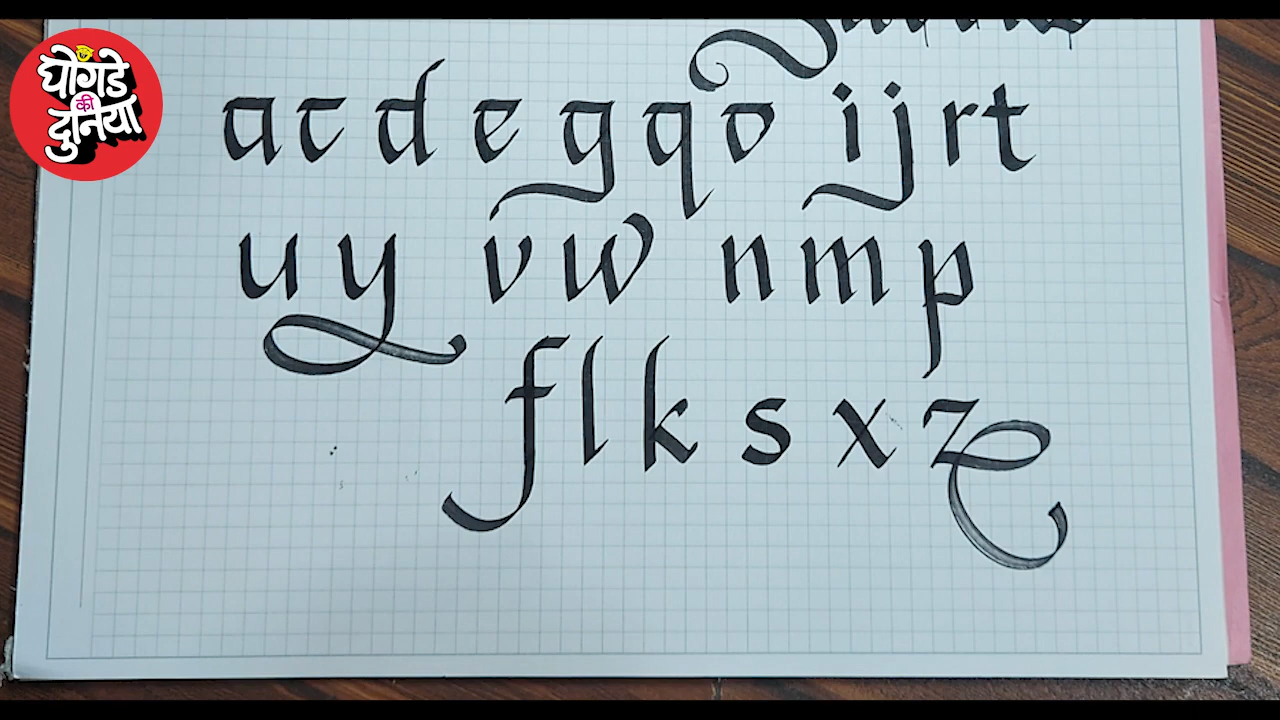 घोंगडे
की
दुनिया
a c d e g q o i j r t
u y v w n m p
f l k s x z